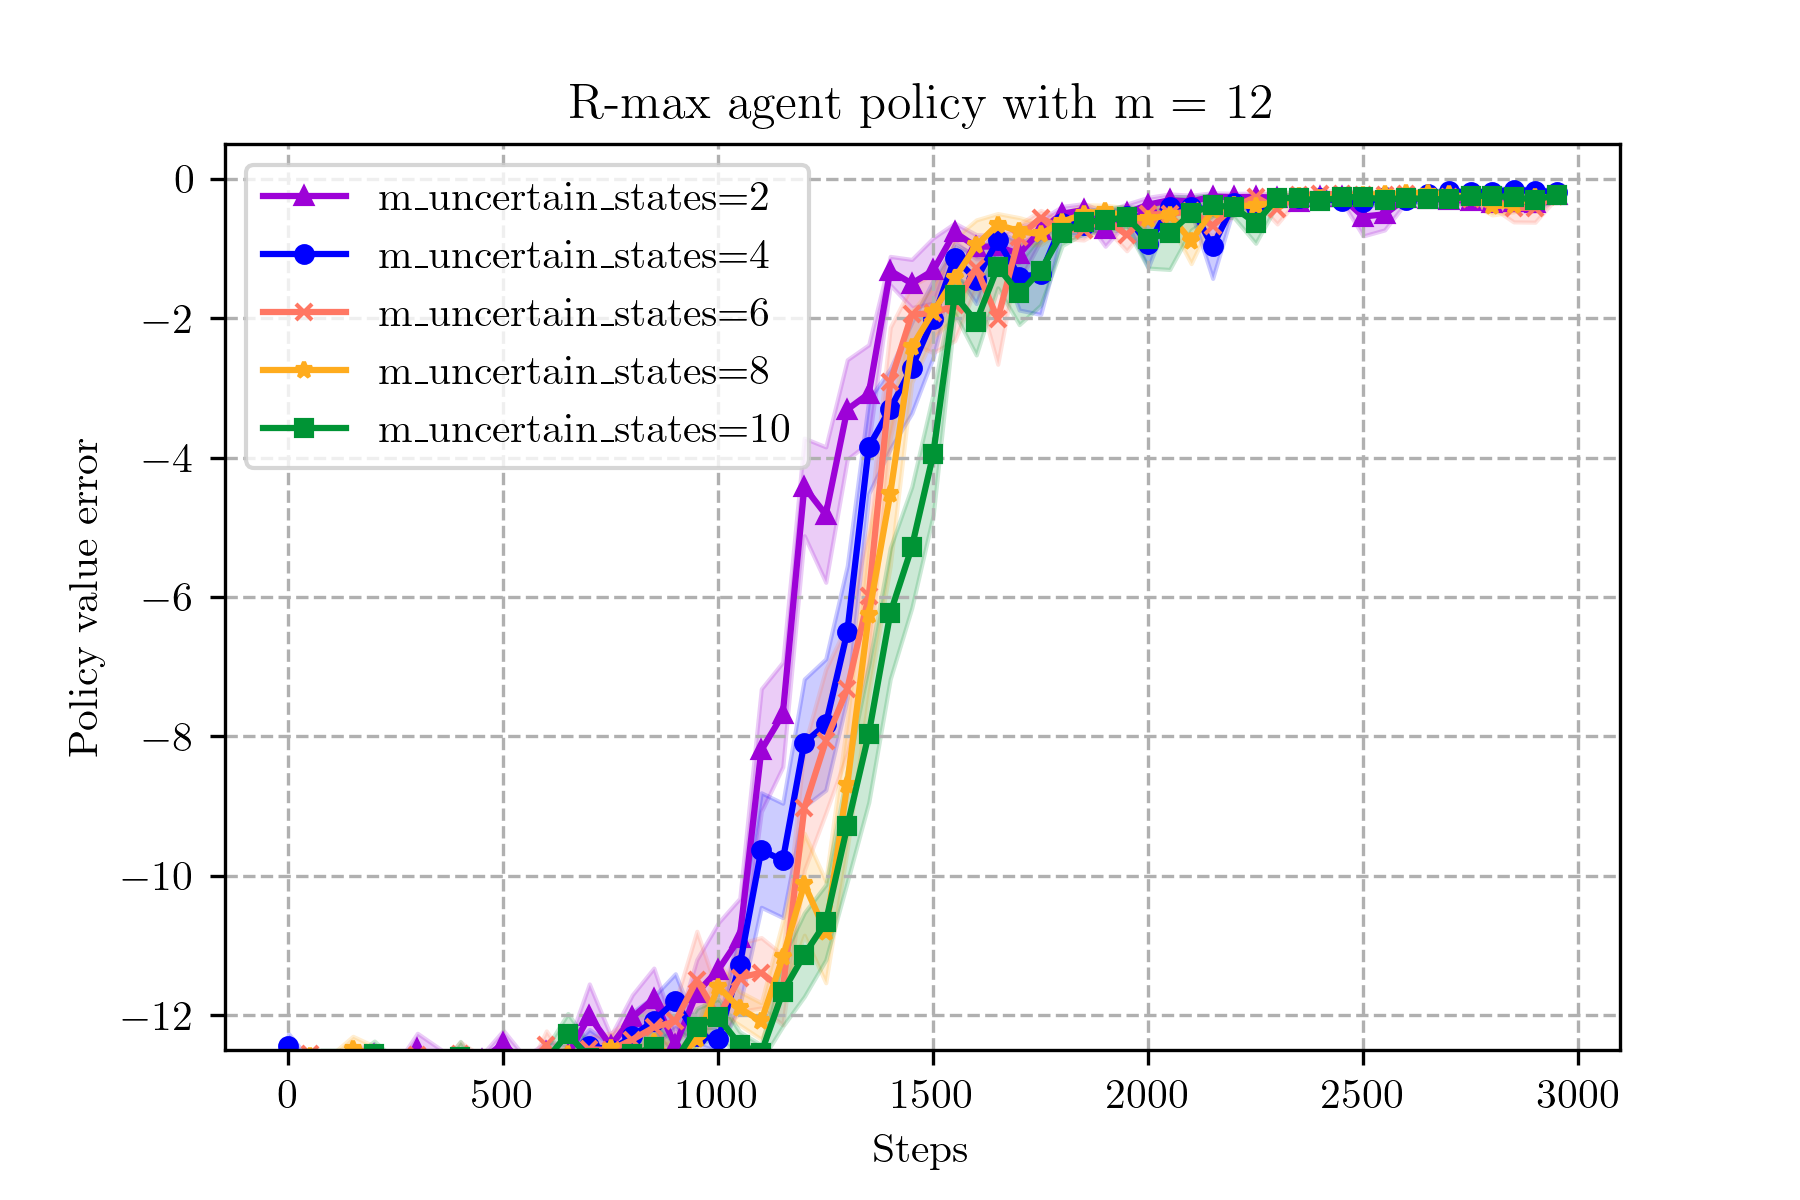 R-max agent policy with m = 12
Policy value error
0
−2
−4
−6
−8
−10
−12
m_uncertain_states=2
m_uncertain_states=4
m_uncertain_states=6
m_uncertain_states=8
m_uncertain_states=10
0 500 1000 1500 2000 2500 3000
Steps